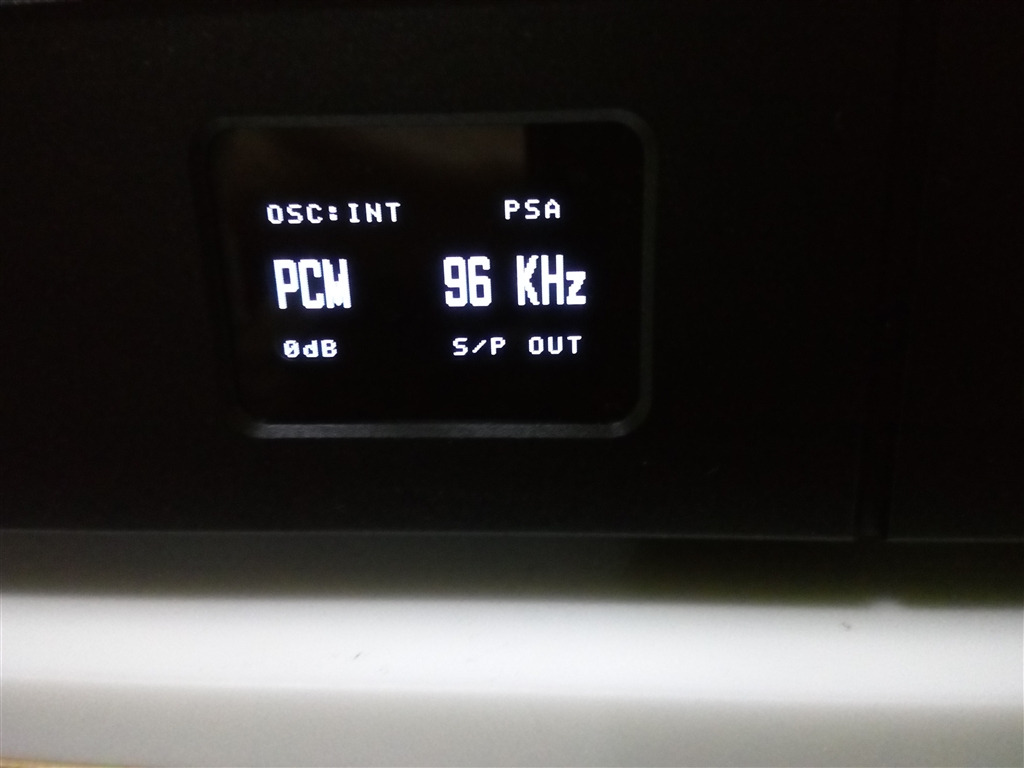 OSC:INT PSA
PCM 96 KHz
0dB S/P OUT